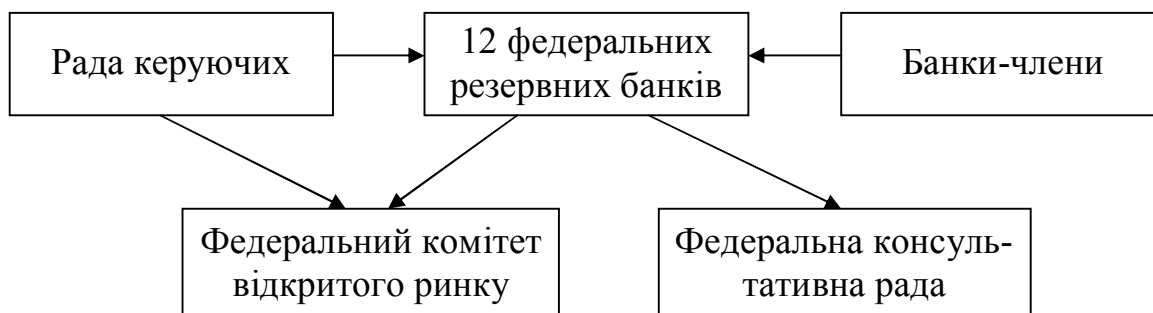 Рада керуючих
12 федеральних
резервних банків
Банки-члени
Федеральний комітет
відкритого ринку
Федеральна консуль-
тативна рада